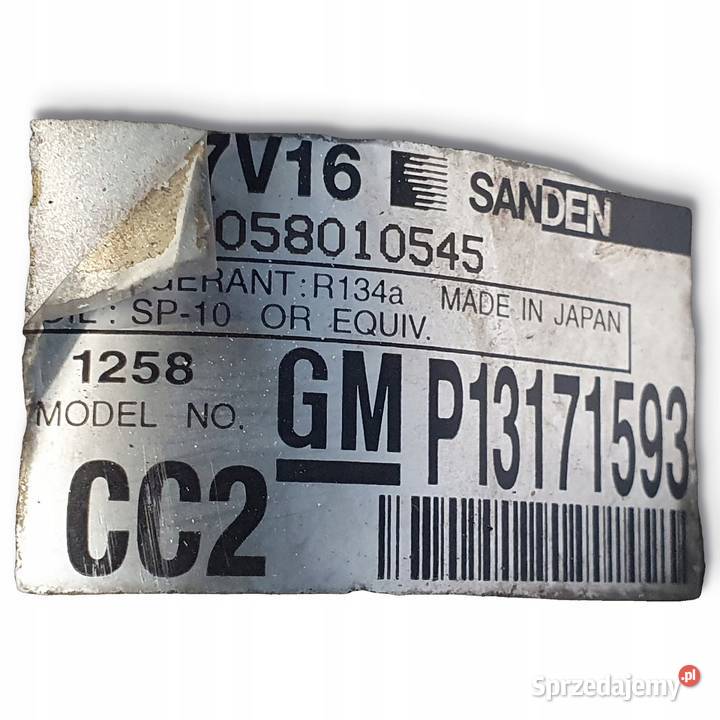 7V16 SANDEN
058010545
GERANT: R134a MADE IN JAPAN
OIL: SP-10 OR EQUIV.
1258
MODEL NO. GM P13171593
CC2
Sprzedajemy.pl